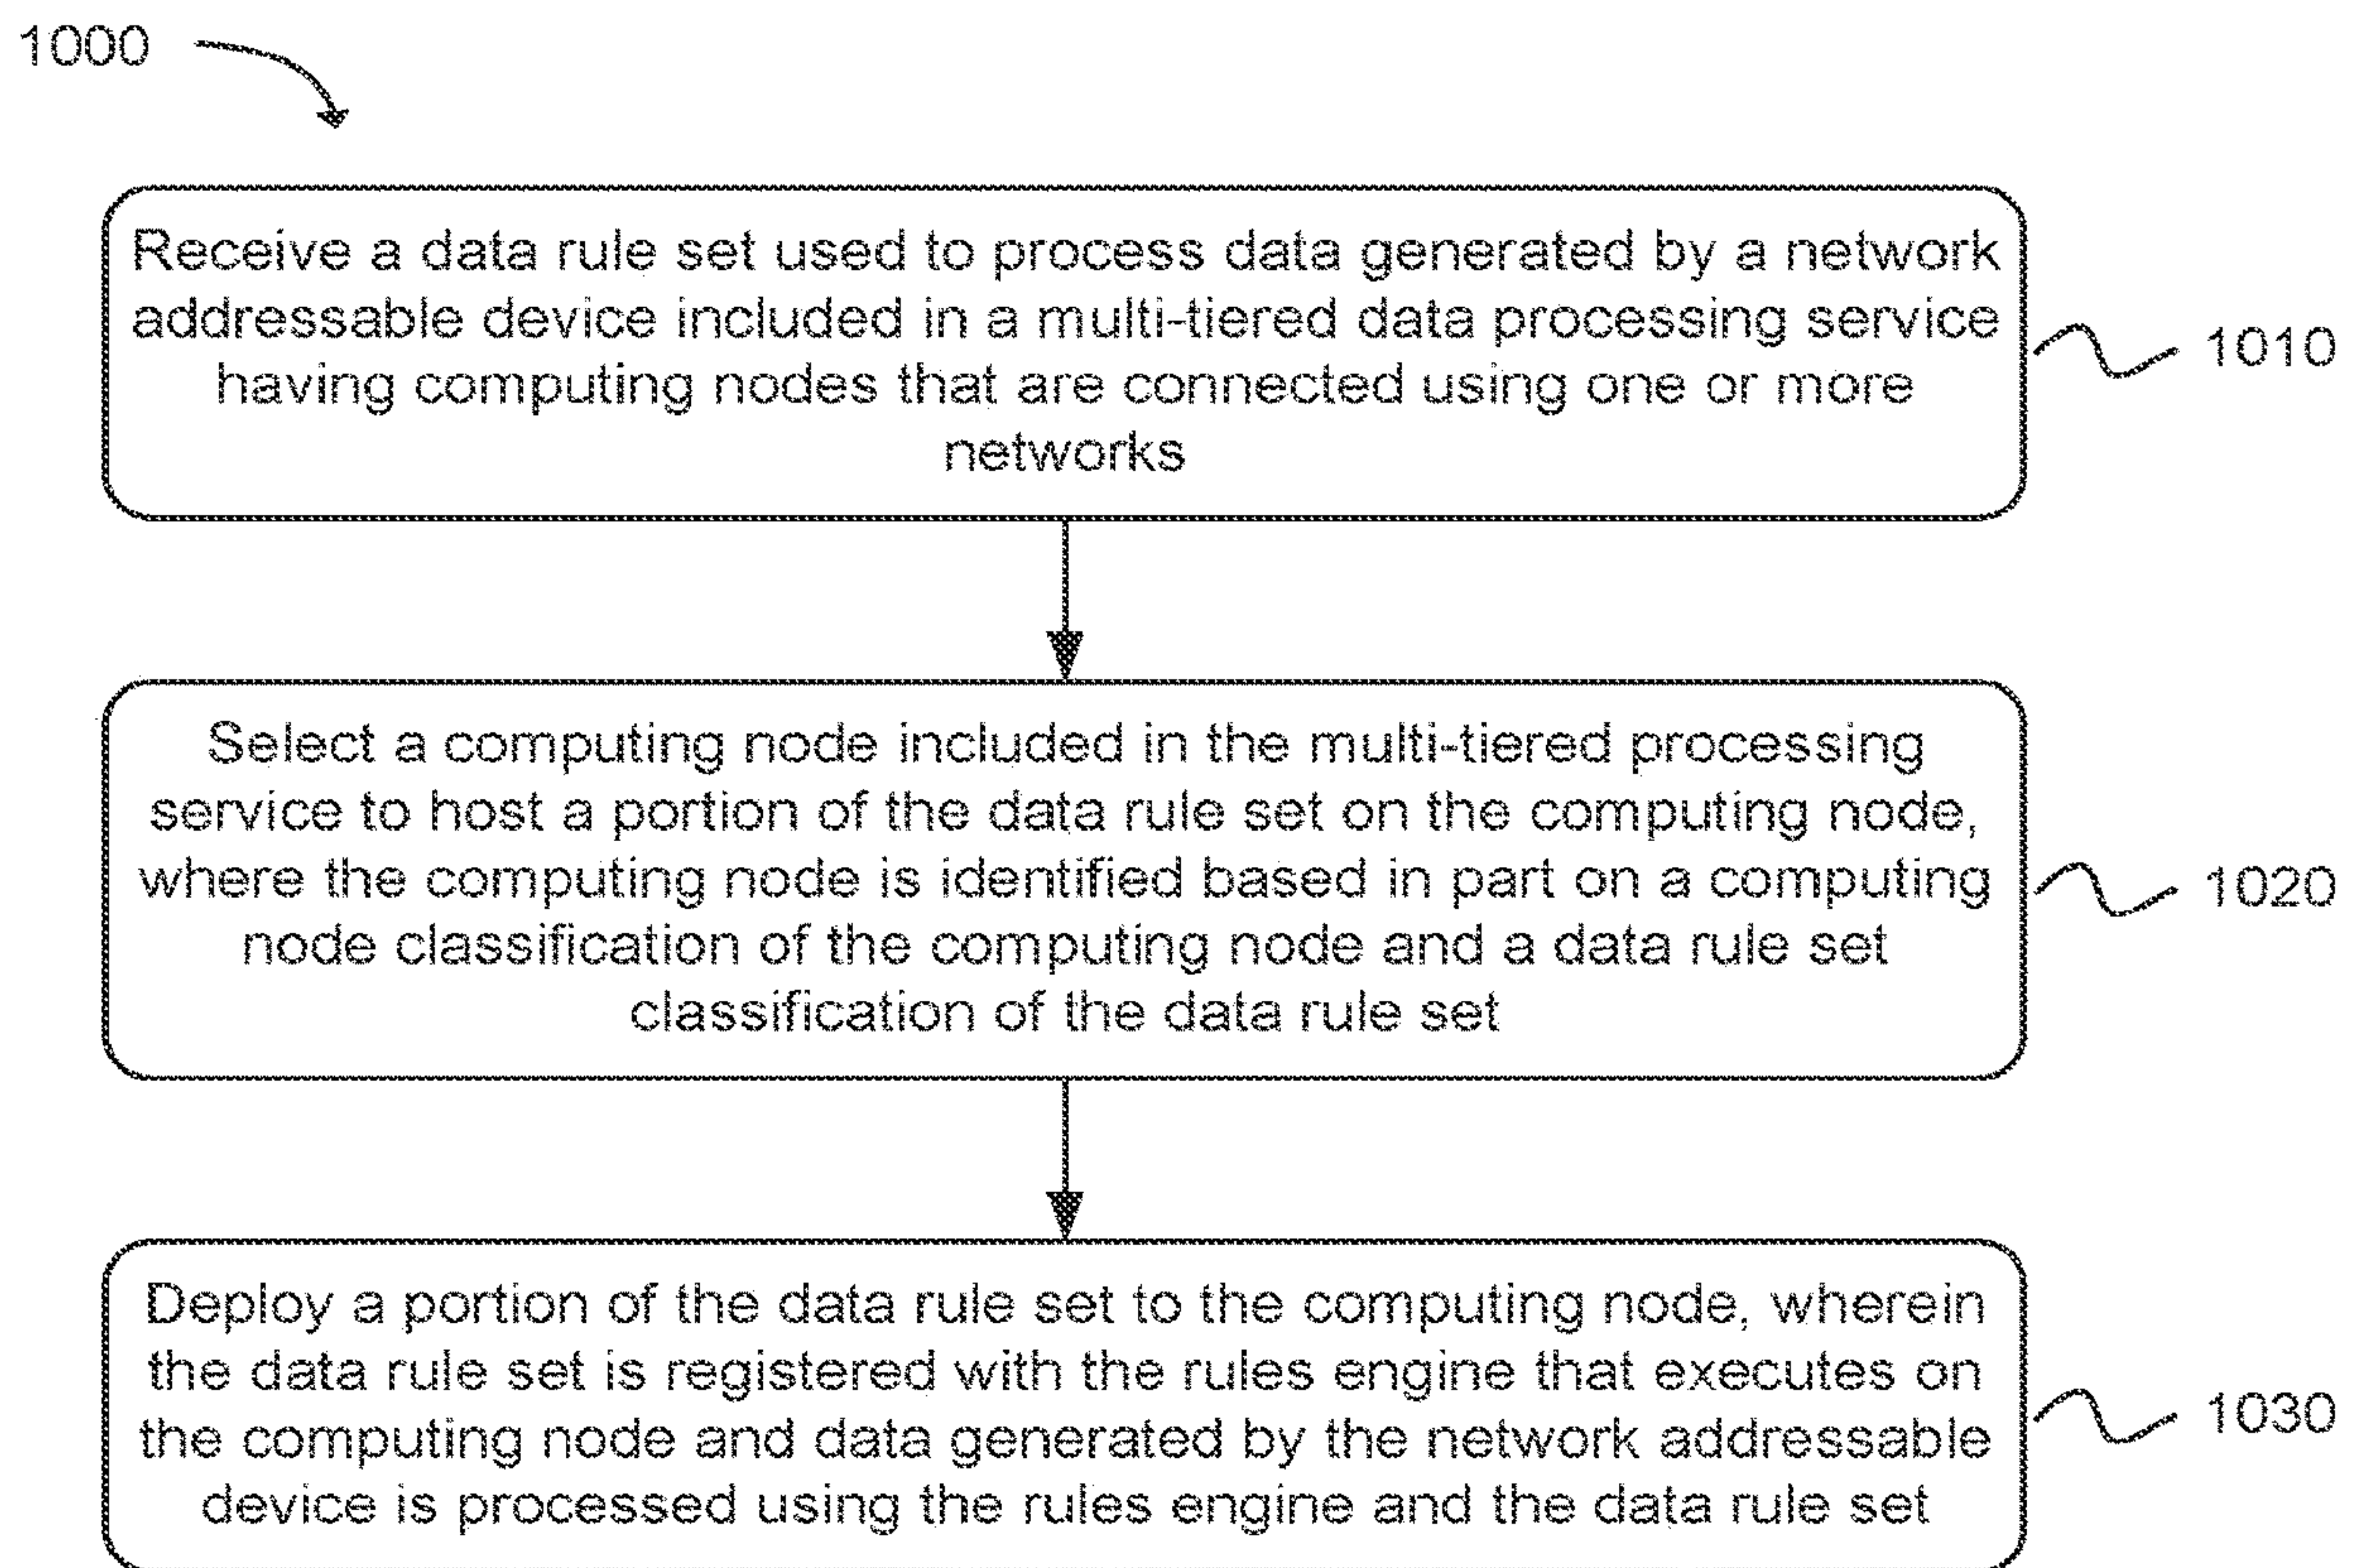 1000
Receive a data rule set used to process data generated by a network
addressable device included in a multi-tiered data processing service
having computing nodes that are connected using one or more
networks
1010
Select a computing node included in the multi-tiered processing
service to host a portion of the data rule set on the computing node,
where the computing node is identified based in part on a computing
node classification of the computing node and a data rule set
classification of the data rule set
1020
Deploy a portion of the data rule set to the computing node, wherein
the data rule set is registered with the rules engine that executes on
the computing node and data generated by the network addressable
device is processed using the rules engine and the data rule set
1030